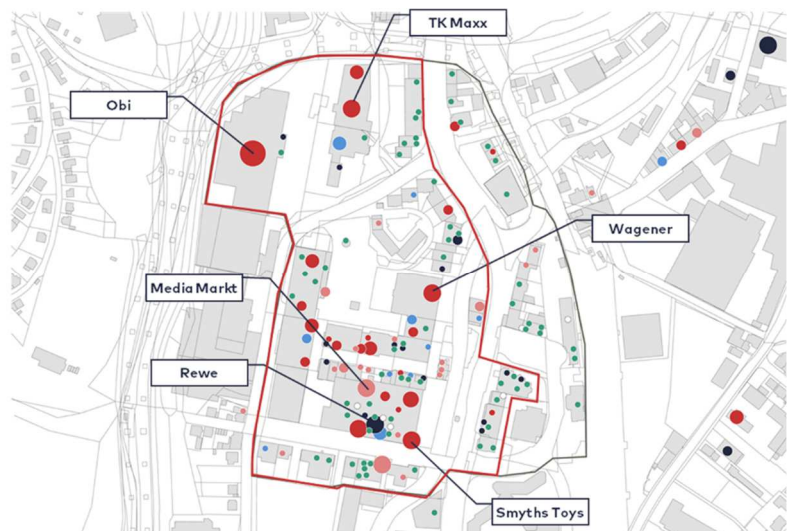 TK Maxx
Obi
Wagener
Media Markt
Rewe
Smyths Toys